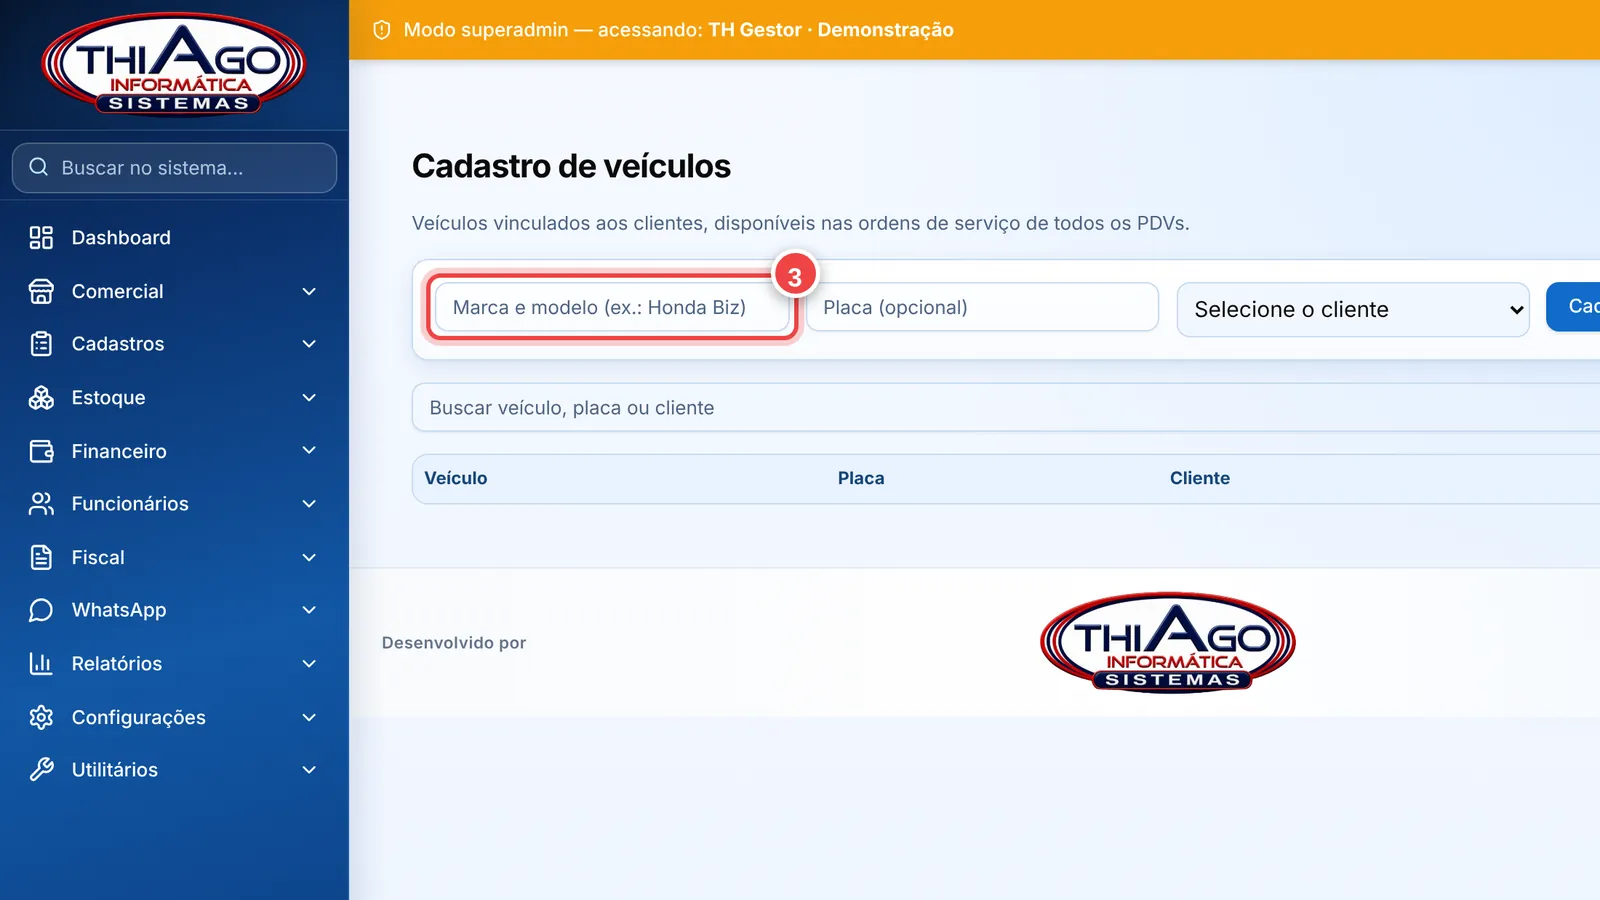 THIAGO
INFORMÁTICA
SISTEMAS
Modo superadmin — acessando: TH Gestor · Demonstração
Buscar no sistema...
Dashboard
Comercial
Cadastros
Estoque
Financeiro
Funcionários
Fiscal
WhatsApp
Relatórios
Configurações
Utilitários
Cadastro de veículos
Veículos vinculados aos clientes, disponíveis nas ordens de serviço de todos os PDVs.
3
Marca e modelo (ex.: Honda Biz)
Placa (opcional)
Selecione o cliente
Cad
Buscar veículo, placa ou cliente
Veículo Placa Cliente
Desenvolvido por
THIAGO
INFORMÁTICA
SISTEMAS